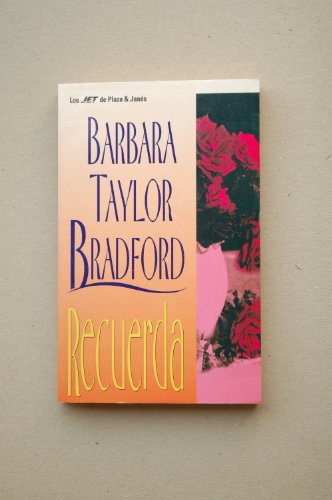 Los JET de Plaza & Janés
BARBARA
TAYLOR
BRADFORD
Recuerda